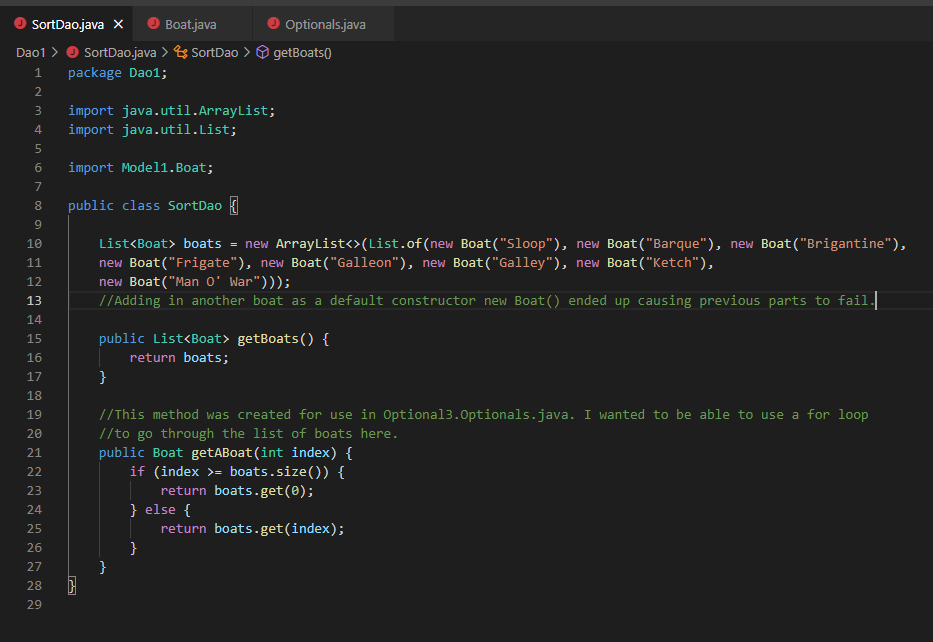 SortDao.java × Boat.java Optionals.java
Dao1 > SortDao.java > SortDao > getBoats()
1 package Dao1;
2
3 import java.util.ArrayList;
4 import java.util.List;
5
6 import Model1.Boat;
7
8 public class SortDao {
9
10 List<Boat> boats = new ArrayList<>(List.of(new Boat("Sloop"), new Boat("Barque"), new Boat("Brigantine"),
11 new Boat("Frigate"), new Boat("Galleon"), new Boat("Galley"), new Boat("Ketch"),
12 new Boat("Man O' War")));
13 //Adding in another boat as a default constructor new Boat() ended up causing previous parts to fail.
14
15 public List<Boat> getBoats() {
16 return boats;
17 }
18
19 //This method was created for use in Optional3.Optionals.java. I wanted to be able to use a for loop
20 //to go through the list of boats here.
21 public Boat getABoat(int index) {
22 if (index >= boats.size()) {
23 return boats.get(0);
24 } else {
25 return boats.get(index);
26 }
27 }
28 }
29